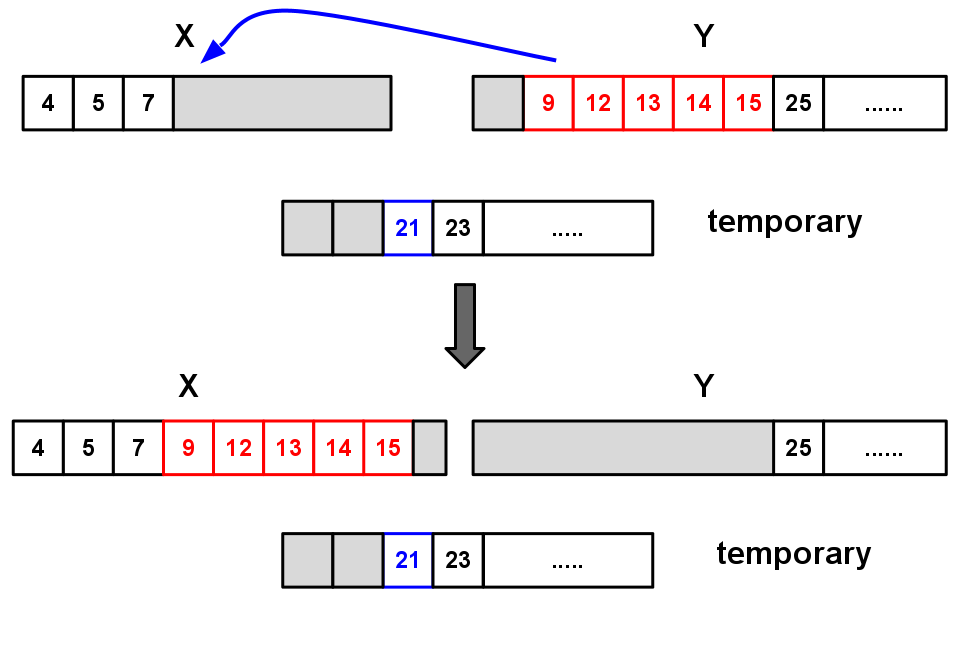 X Y
4 5 7 9 12 13 14 15 25 ......
21 23 ..... temporary
X Y
4 5 7 9 12 13 14 15 25 ......
21 23 ..... temporary